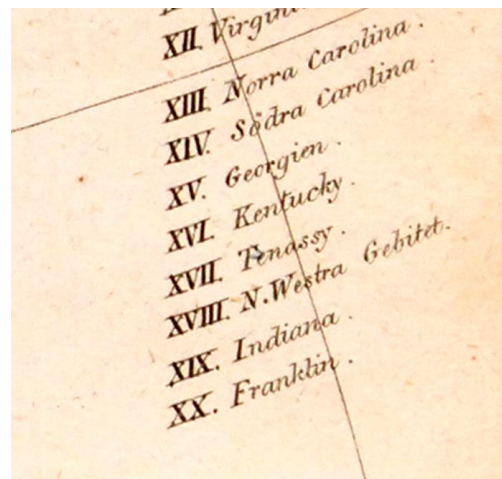 XII. Virgini
XIII. Norra Carolina.
XIV. Södra Carolina.
XV. Georgien.
XVI. Kentucky.
XVII. Tenassy.
XVIII. N. Westra Gebitet.
XIX. Indiana.
XX. Franklin.